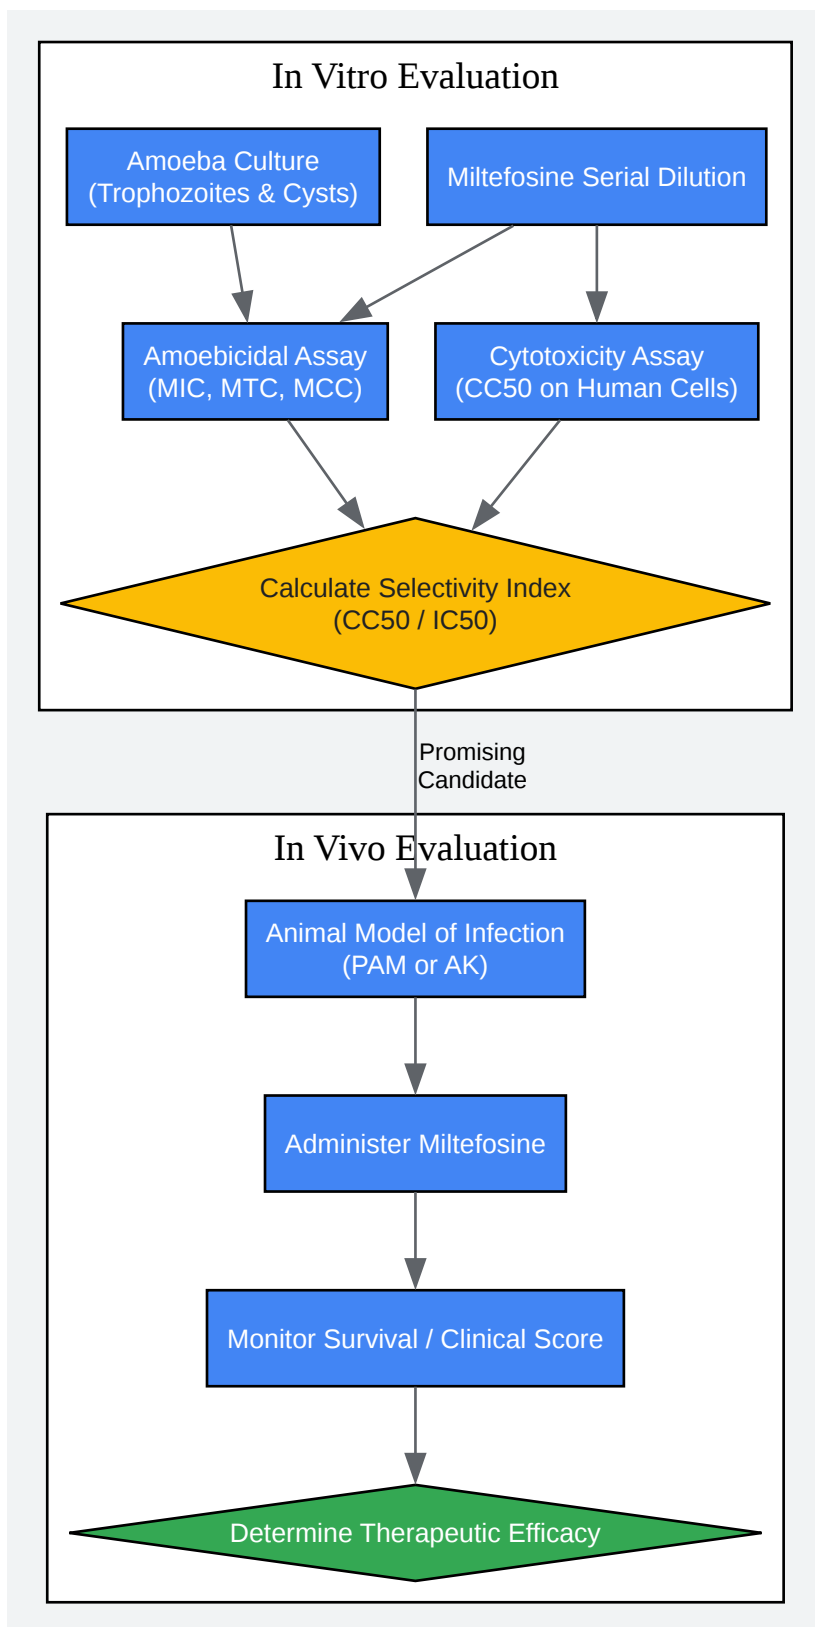 In Vitro Evaluation
Amoeba Culture
(Trophozoites & Cysts)
Miltefosine Serial Dilution
Amoebicidal Assay
(MIC, MTC, MCC)
Cytotoxicity Assay
(CC50 on Human Cells)
Calculate Selectivity Index
(CC50 / IC50)
Promising
Candidate
In Vivo Evaluation
Animal Model of Infection
(PAM or AK)
Administer Miltefosine
Monitor Survival / Clinical Score
Determine Therapeutic Efficacy